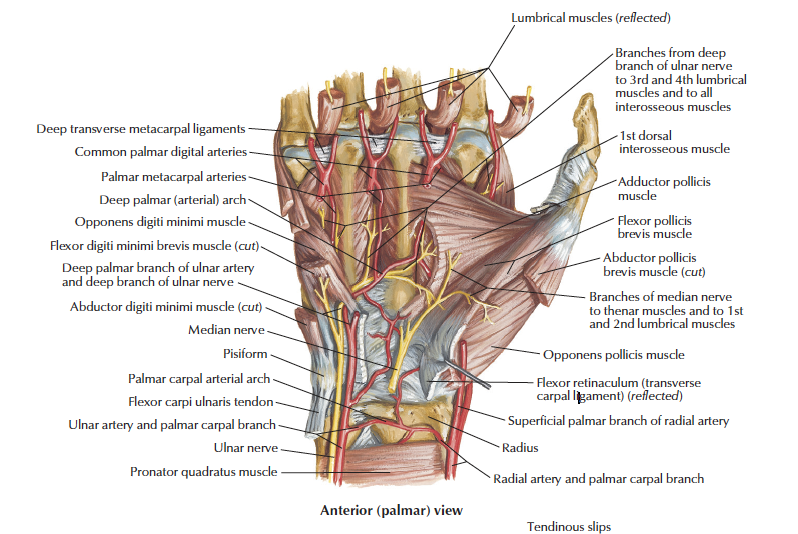 Lumbrical muscles (reflected)
Branches from deep
branch of ulnar nerve
to 3rd and 4th lumbrical
muscles and to all
interosseous muscles
1st dorsal
interosseous muscle
Adductor pollicis
muscle
Flexor pollicis
brevis muscle
Abductor pollicis
brevis muscle (cut)
Branches of median nerve
to thenar muscles and to 1st
and 2nd lumbrical muscles
Opponens pollicis muscle
Flexor retinaculum (transverse
carpal ligament) (reflected)
Superficial palmar branch of radial artery
Radius
Radial artery and palmar carpal branch
Deep transverse metacarpal ligaments
Common palmar digital arteries
Palmar metacarpal arteries
Deep palmar (arterial) arch
Opponens digiti minimi muscle
Flexor digiti minimi brevis muscle (cut)
Deep palmar branch of ulnar artery
and deep branch of ulnar nerve
Abductor digiti minimi muscle (cut)
Median nerve
Pisiform
Palmar carpal arterial arch
Flexor carpi ulnaris tendon
Ulnar artery and palmar carpal branch
Ulnar nerve
Pronator quadratus muscle
Anterior (palmar) view
Tendinous slips